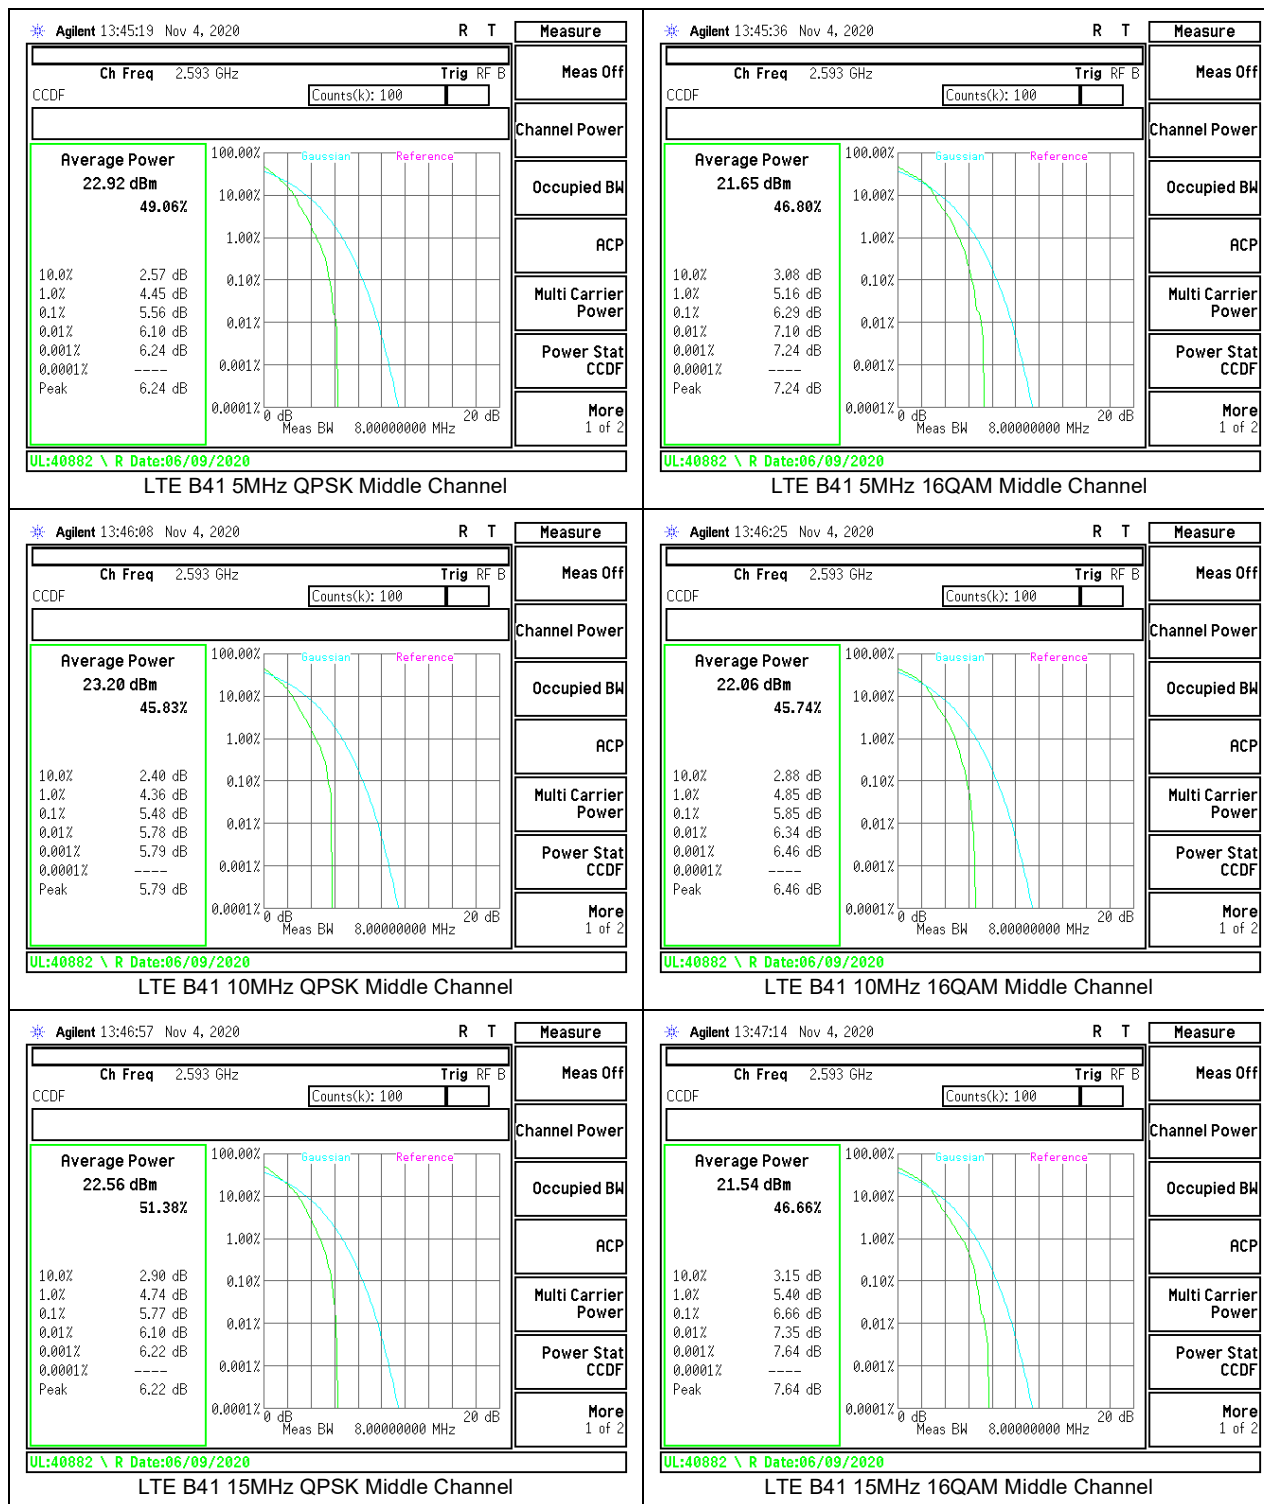 Agilent 13:45:19 Nov 4, 2020 R T Measure
Ch Freq 2.593 GHz Trig RF B Meas Off
CCDF Counts(k): 100
Channel Power
100.00% Gaussian Reference
Average Power
22.92 dBm
49.06%
10.00% Occupied BW
1.00% ACP
10.0% 2.57 dB
1.0% 4.45 dB
0.1% 5.56 dB
0.01% 6.10 dB
0.001% 6.24 dB
0.0001% ----
Peak 6.24 dB
0.10%
0.01%
0.001%
0.0001%
0 dB 20 dB
Meas BW 8.00000000 MHz
Multi Carrier
Power
Power Stat
CCDF
More
1 of 2
UL:40882 \ R Date:06/09/2020
LTE B41 5MHz QPSK Middle Channel
Agilent 13:45:36 Nov 4, 2020 R T Measure
Ch Freq 2.593 GHz Trig RF B Meas Off
CCDF Counts(k): 100
Channel Power
100.00% Gaussian Reference
Average Power
21.65 dBm
46.80%
10.00% Occupied BW
1.00% ACP
10.0% 3.08 dB
1.0% 5.16 dB
0.1% 6.29 dB
0.01% 7.10 dB
0.001% 7.24 dB
0.0001% ----
Peak 7.24 dB
0.10%
0.01%
0.001%
0.0001%
0 dB 20 dB
Meas BW 8.00000000 MHz
Multi Carrier
Power
Power Stat
CCDF
More
1 of 2
UL:40882 \ R Date:06/09/2020
LTE B41 5MHz 16QAM Middle Channel
Agilent 13:46:08 Nov 4, 2020 R T Measure
Ch Freq 2.593 GHz Trig RF B Meas Off
CCDF Counts(k): 100
Channel Power
100.00% Gaussian Reference
Average Power
23.20 dBm
45.83%
10.00% Occupied BW
1.00% ACP
10.0% 2.40 dB
1.0% 4.36 dB
0.1% 5.48 dB
0.01% 5.78 dB
0.001% 5.79 dB
0.0001% ----
Peak 5.79 dB
0.10%
0.01%
0.001%
0.0001%
0 dB 20 dB
Meas BW 8.00000000 MHz
Multi Carrier
Power
Power Stat
CCDF
More
1 of 2
UL:40882 \ R Date:06/09/2020
LTE B41 10MHz QPSK Middle Channel
Agilent 13:46:25 Nov 4, 2020 R T Measure
Ch Freq 2.593 GHz Trig RF B Meas Off
CCDF Counts(k): 100
Channel Power
100.00% Gaussian Reference
Average Power
22.06 dBm
45.74%
10.00% Occupied BW
1.00% ACP
10.0% 2.88 dB
1.0% 4.85 dB
0.1% 5.85 dB
0.01% 6.34 dB
0.001% 6.46 dB
0.0001% ----
Peak 6.46 dB
0.10%
0.01%
0.001%
0.0001%
0 dB 20 dB
Meas BW 8.00000000 MHz
Multi Carrier
Power
Power Stat
CCDF
More
1 of 2
UL:40882 \ R Date:06/09/2020
LTE B41 10MHz 16QAM Middle Channel
Agilent 13:46:57 Nov 4, 2020 R T Measure
Ch Freq 2.593 GHz Trig RF B Meas Off
CCDF Counts(k): 100
Channel Power
100.00% Gaussian Reference
Average Power
22.56 dBm
51.38%
10.00% Occupied BW
1.00% ACP
10.0% 2.90 dB
1.0% 4.74 dB
0.1% 5.77 dB
0.01% 6.10 dB
0.001% 6.22 dB
0.0001% ----
Peak 6.22 dB
0.10%
0.01%
0.001%
0.0001%
0 dB 20 dB
Meas BW 8.00000000 MHz
Multi Carrier
Power
Power Stat
CCDF
More
1 of 2
UL:40882 \ R Date:06/09/2020
LTE B41 15MHz QPSK Middle Channel
Agilent 13:47:14 Nov 4, 2020 R T Measure
Ch Freq 2.593 GHz Trig RF B Meas Off
CCDF Counts(k): 100
Channel Power
100.00% Gaussian Reference
Average Power
21.54 dBm
46.66%
10.00% Occupied BW
1.00% ACP
10.0% 3.15 dB
1.0% 5.40 dB
0.1% 6.66 dB
0.01% 7.35 dB
0.001% 7.64 dB
0.0001% ----
Peak 7.64 dB
0.10%
0.01%
0.001%
0.0001%
0 dB 20 dB
Meas BW 8.00000000 MHz
Multi Carrier
Power
Power Stat
CCDF
More
1 of 2
UL:40882 \ R Date:06/09/2020
LTE B41 15MHz 16QAM Middle Channel